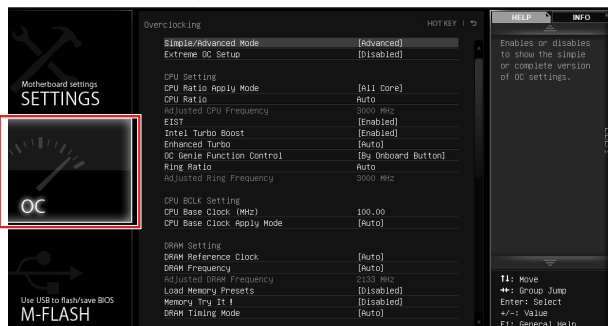 Overclocking
HOT KEY |
HELP
INFO
Simple/Advanced Mode [Advanced]
Extreme OC Setup [Disabled]
CPU Setting
CPU Ratio Apply Mode [All Core]
CPU Ratio Auto
Adjusted CPU Frequency 3000 MHz
EIST [Enabled]
Intel Turbo Boost [Enabled]
Enhanced Turbo [Auto]
OC Genie Function Control [By Onboard Button]
Ring Ratio Auto
Adjusted Ring Frequency 3000 MHz
CPU BCLK Setting
CPU Base Clock (MHz) 100.00
CPU Base Clock Apply Mode [Auto]
DRAM Setting
DRAM Reference Clock [Auto]
DRAM Frequency [Auto]
Adjusted DRAM Frequency 2133 MHz
Load Memory Presets [Disabled]
Memory Try It ! [Disabled]
DRAM Timing Mode [Auto]
Motherboard settings
SETTINGS
OC
Use USB to flash/save BIOS
M-FLASH
Enables or disables
to show the simple
or complete version
of OC settings.
↑↓: Move
→←: Group Jump
Enter: Select
+/-: Value
F1: General Help